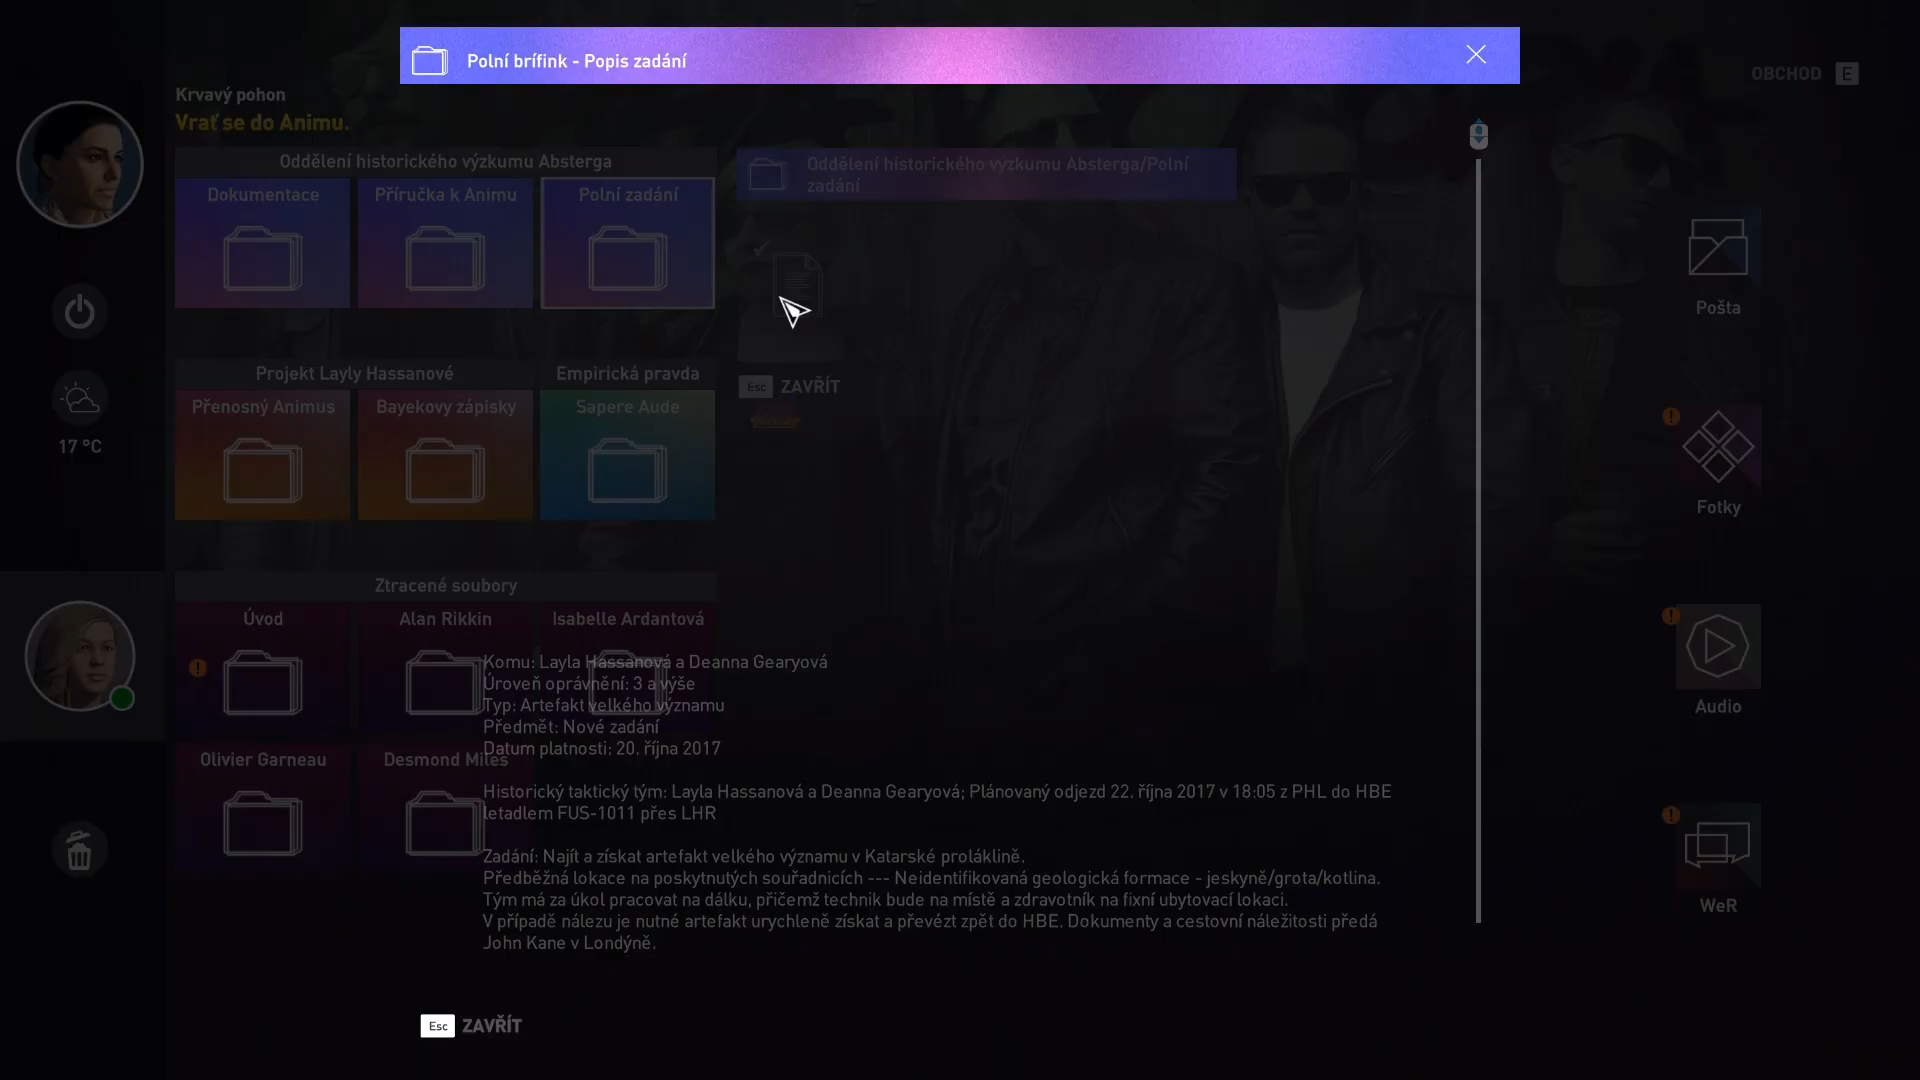 Polní brífink - Popis zadání
OBCHOD E
Krvavý pohon
Vrať se do Animu.
Oddělení historického výzkumu Absterga
Dokumentace
Příručka k Animu
Polní zadání
Oddělení historického výzkumu Absterga/Polní
zadání
Esc ZAVŘÍT
Projekt Layly Hassanové
Empirická pravda
Přenosný Animus
Bayekovy zápisky
Sapere Aude
17 °C
Ztracené soubory
Úvod
Alan Rikkin
Isabelle Ardantová
Olivier Garneau
Desmond Miles
Pošta
Fotky
Audio
WeR
Komu: Layla Hassanová a Deanna Gearyová
Úroveň oprávnění: 3 a výše
Typ: Artefakt velkého významu
Předmět: Nové zadání
Datum platnosti: 20. října 2017
Historický taktický tým: Layla Hassanová a Deanna Gearyová; Plánovaný odjezd 22. října 2017 v 18:05 z PHL do HBE
letadlem FUS-1011 přes LHR
Zadání: Najít a získat artefakt velkého významu v Katarské proláklině.
Předběžná lokace na poskytnutých souřadnicích --- Neidentifikovaná geologická formace - jeskyně/grota/kotlina.
Tým má za úkol pracovat na dálku, přičemž technik bude na místě a zdravotník na fixní ubytovací lokaci.
V případě nálezu je nutné artefakt urychleně získat a převézt zpět do HBE. Dokumenty a cestovní náležitosti předá
John Kane v Londýně.
Esc ZAVŘÍT